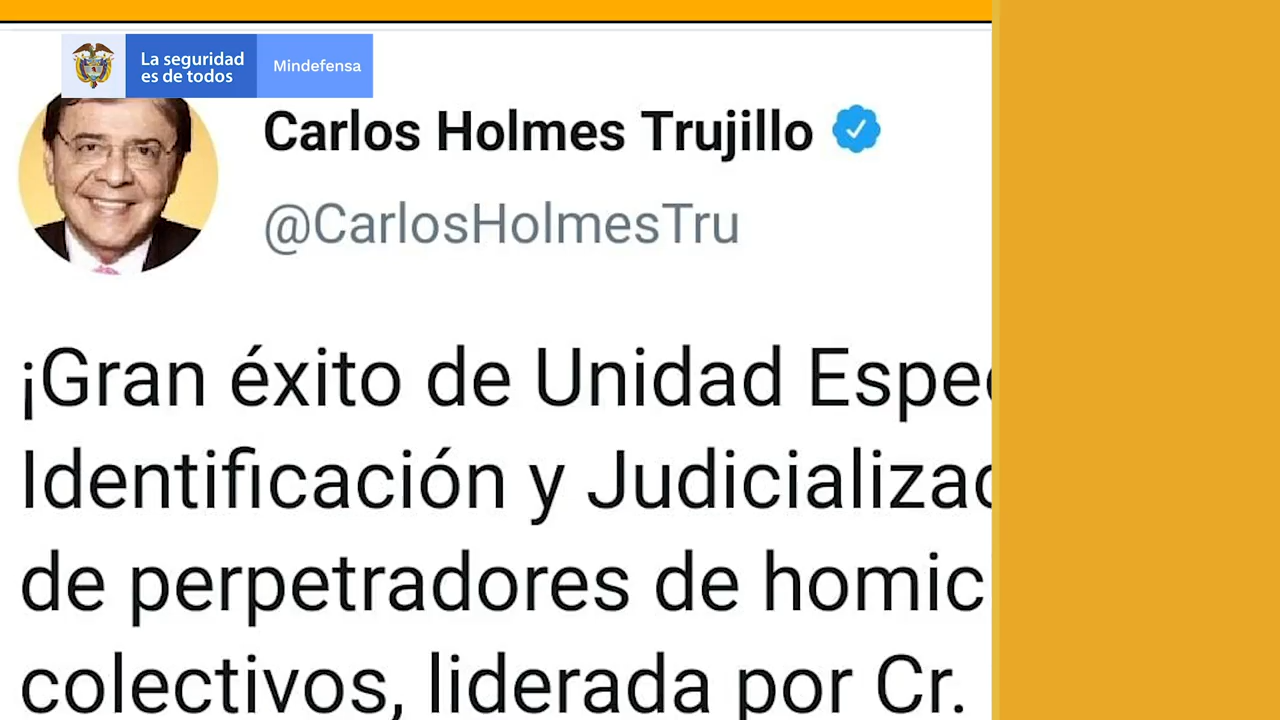 La seguridad
es de todos
Mindefensa
Carlos Holmes Trujillo
@CarlosHolmesTru
¡Gran éxito de Unidad
Identificación y
de perpetradores de
colectivos, liderada por Cr.